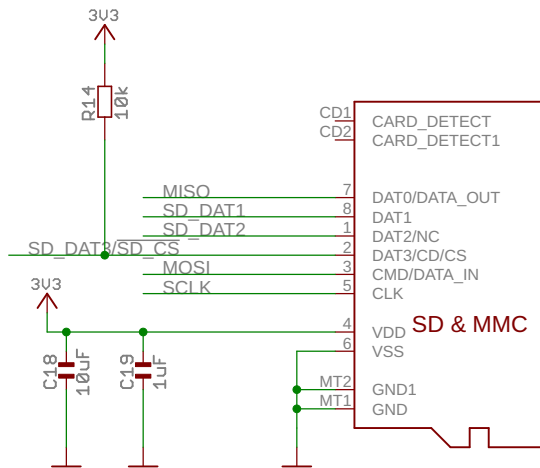 3V3
R14
10k
CD1 CARD_DETECT
CD2 CARD_DETECT1
MISO 7 DAT0/DATA_OUT
SD_DAT1 8 DAT1
SD_DAT2 1 DAT2/NC
SD_DAT3/SD_CS 2 DAT3/CD/CS
MOSI 3 CMD/DATA_IN
SCLK 5 CLK
3V3
4 VDD
SD & MMC
6 VSS
C18
10uF
C19
1uF
MT2 GND1
MT1 GND